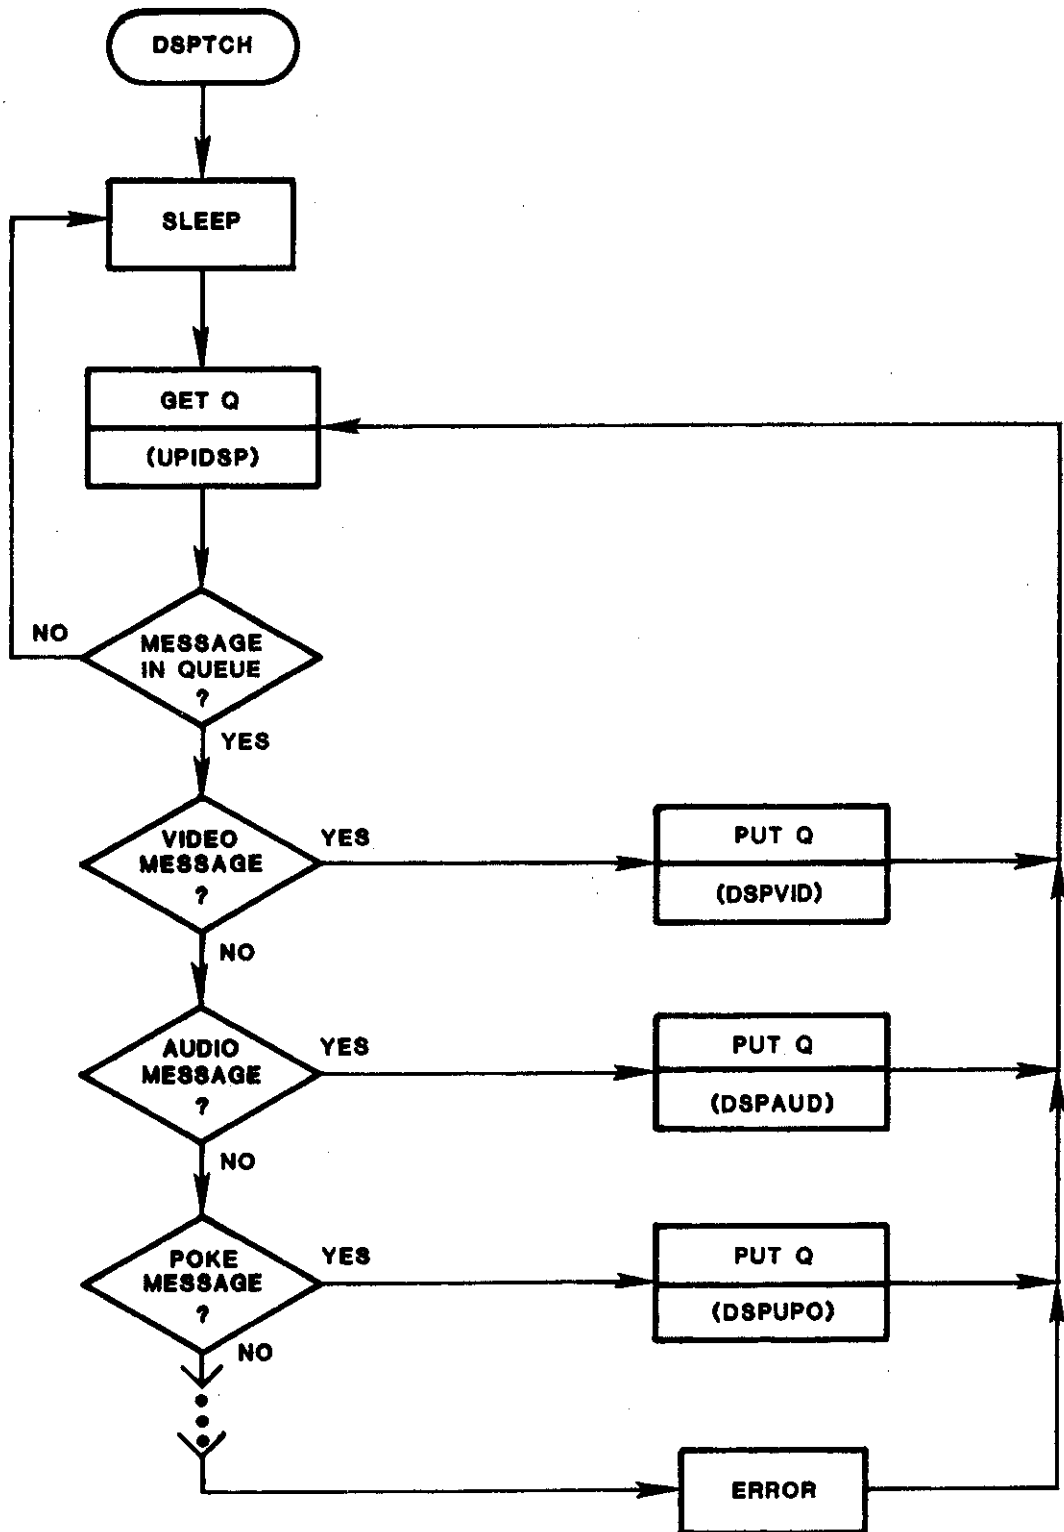 DSPTCH
SLEEP
GET Q
(UPIDSP)
NO
MESSAGE
IN QUEUE
?
YES
VIDEO
MESSAGE
?
YES
PUT Q
(DSPVID)
NO
AUDIO
MESSAGE
?
YES
PUT Q
(DSPAUD)
NO
POKE
MESSAGE
?
YES
PUT Q
(DSPUPO)
NO
ERROR